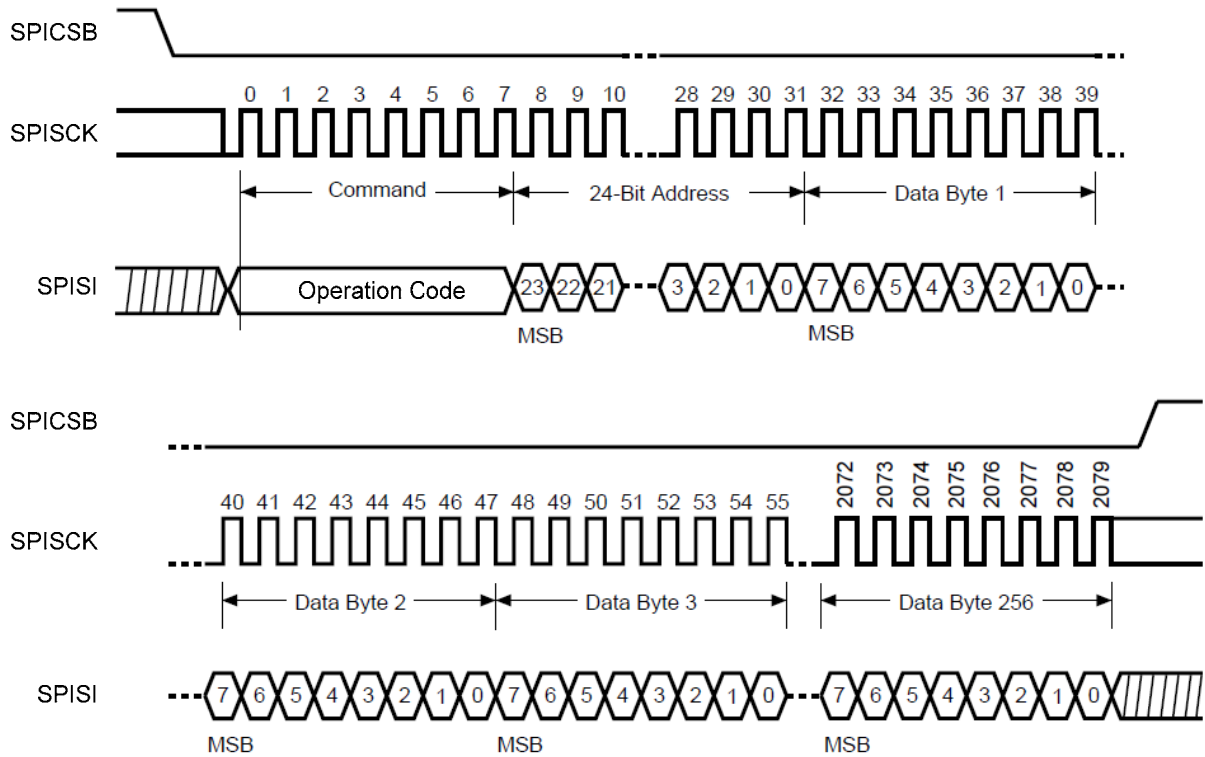 SPICSB
0 1 2 3 4 5 6 7 8 9 10 28 29 30 31 32 33 34 35 36 37 38 39
SPISCK
Command 24-Bit Address Data Byte 1
SPISI Operation Code 23 22 21 3 2 1 0 7 6 5 4 3 2 1 0
MSB MSB
SPICSB
40 41 42 43 44 45 46 47 48 49 50 51 52 53 54 55 2072 2073 2074 2075 2076 2077 2078 2079
SPISCK
Data Byte 2 Data Byte 3 Data Byte 256
SPISI 7 6 5 4 3 2 1 0 7 6 5 4 3 2 1 0 7 6 5 4 3 2 1 0
MSB MSB MSB